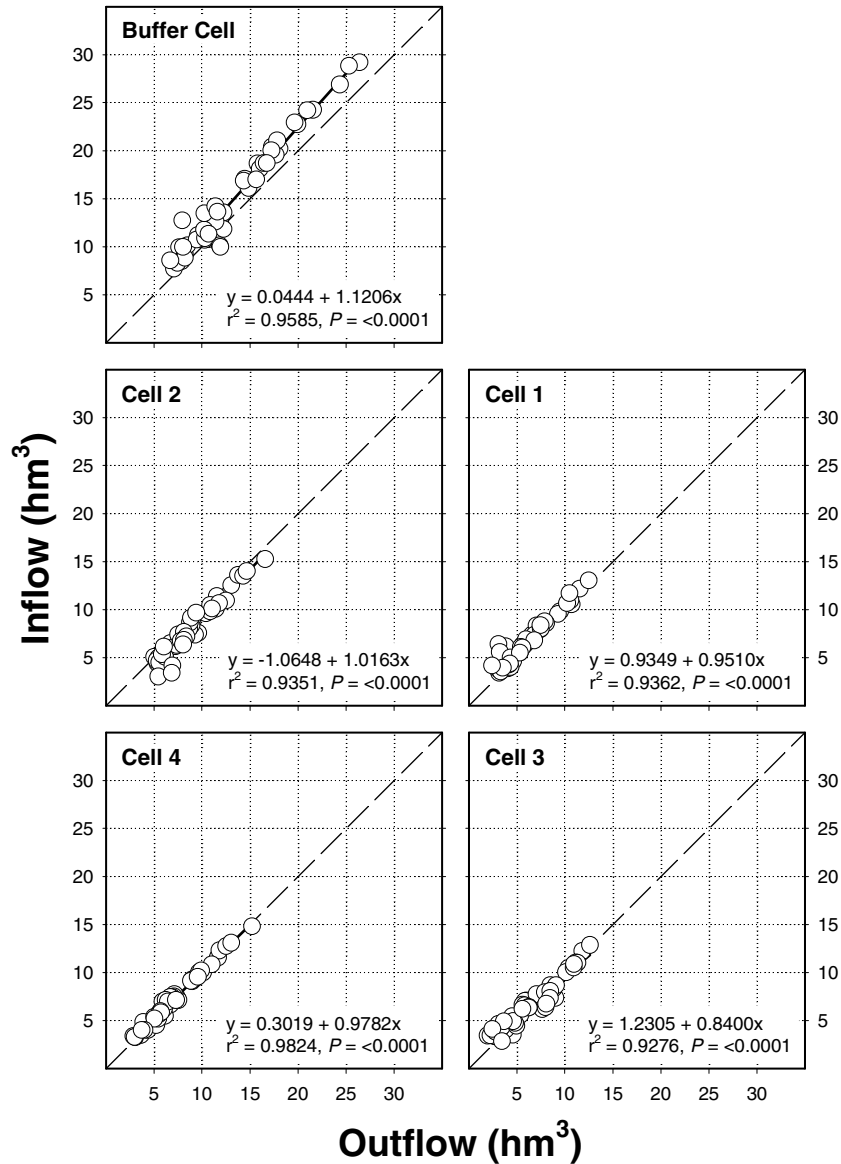 Buffer Cell
30
25
20
15
10
5
y = 0.0444 + 1.1206x
r² = 0.9585, P = <0.0001
Inflow (hm³)
Cell 2
30
25
20
15
10
5
y = -1.0648 + 1.0163x
r² = 0.9351, P = <0.0001
Cell 1
30
25
20
15
10
5
y = 0.9349 + 0.9510x
r² = 0.9362, P = <0.0001
Cell 4
30
25
20
15
10
5
y = 0.3019 + 0.9782x
r² = 0.9824, P = <0.0001
5 10 15 20 25 30
Cell 3
30
25
20
15
10
5
y = 1.2305 + 0.8400x
r² = 0.9276, P = <0.0001
5 10 15 20 25 30
Outflow (hm³)